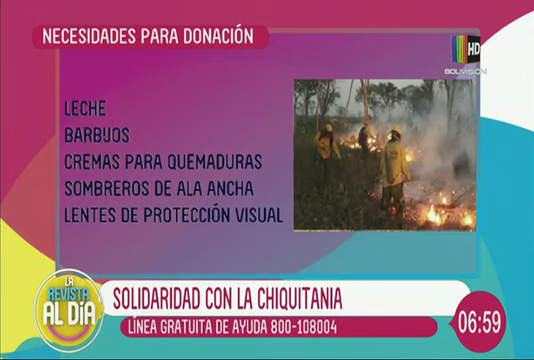 NECESIDADES PARA DONACIÓN
HD
BOLIVISIÓN
LECHE
BARBIJOS
CREMAS PARA QUEMADURAS
SOMBREROS DE ALA ANCHA
LENTES DE PROTECCIÓN VISUAL
LA
REVISTA
AL DÍA
SOLIDARIDAD CON LA CHIQUITANIA
LÍNEA GRATUITA DE AYUDA 800-108004
06:59